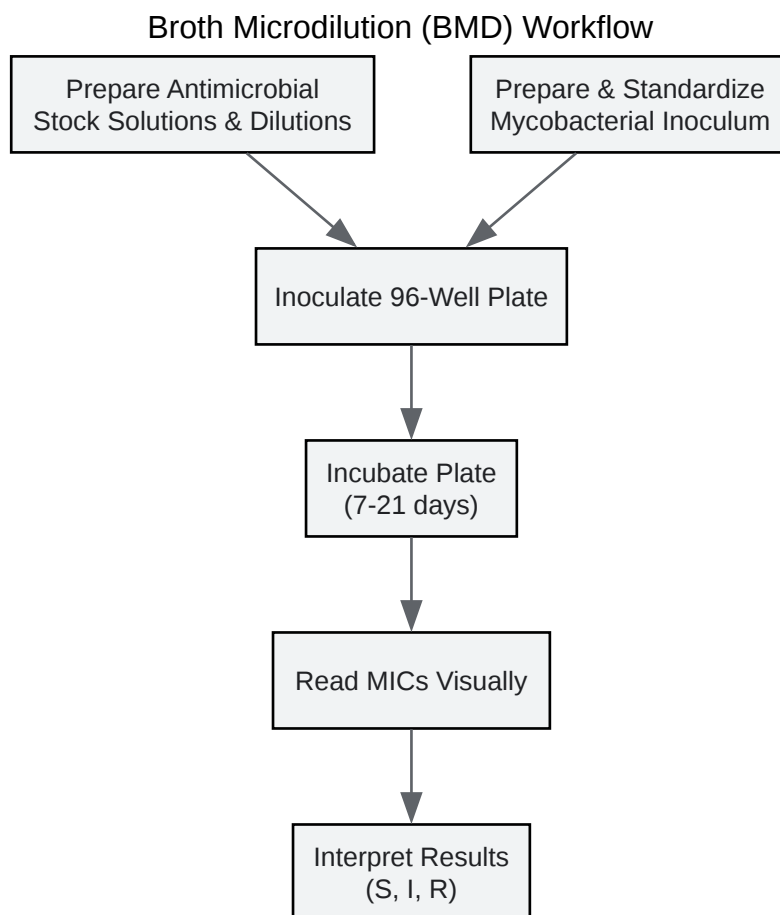 Broth Microdilution (BMD) Workflow
Prepare Antimicrobial
Stock Solutions & Dilutions
Prepare & Standardize
Mycobacterial Inoculum
Inoculate 96-Well Plate
Incubate Plate
(7-21 days)
Read MICs Visually
Interpret Results
(S, I, R)